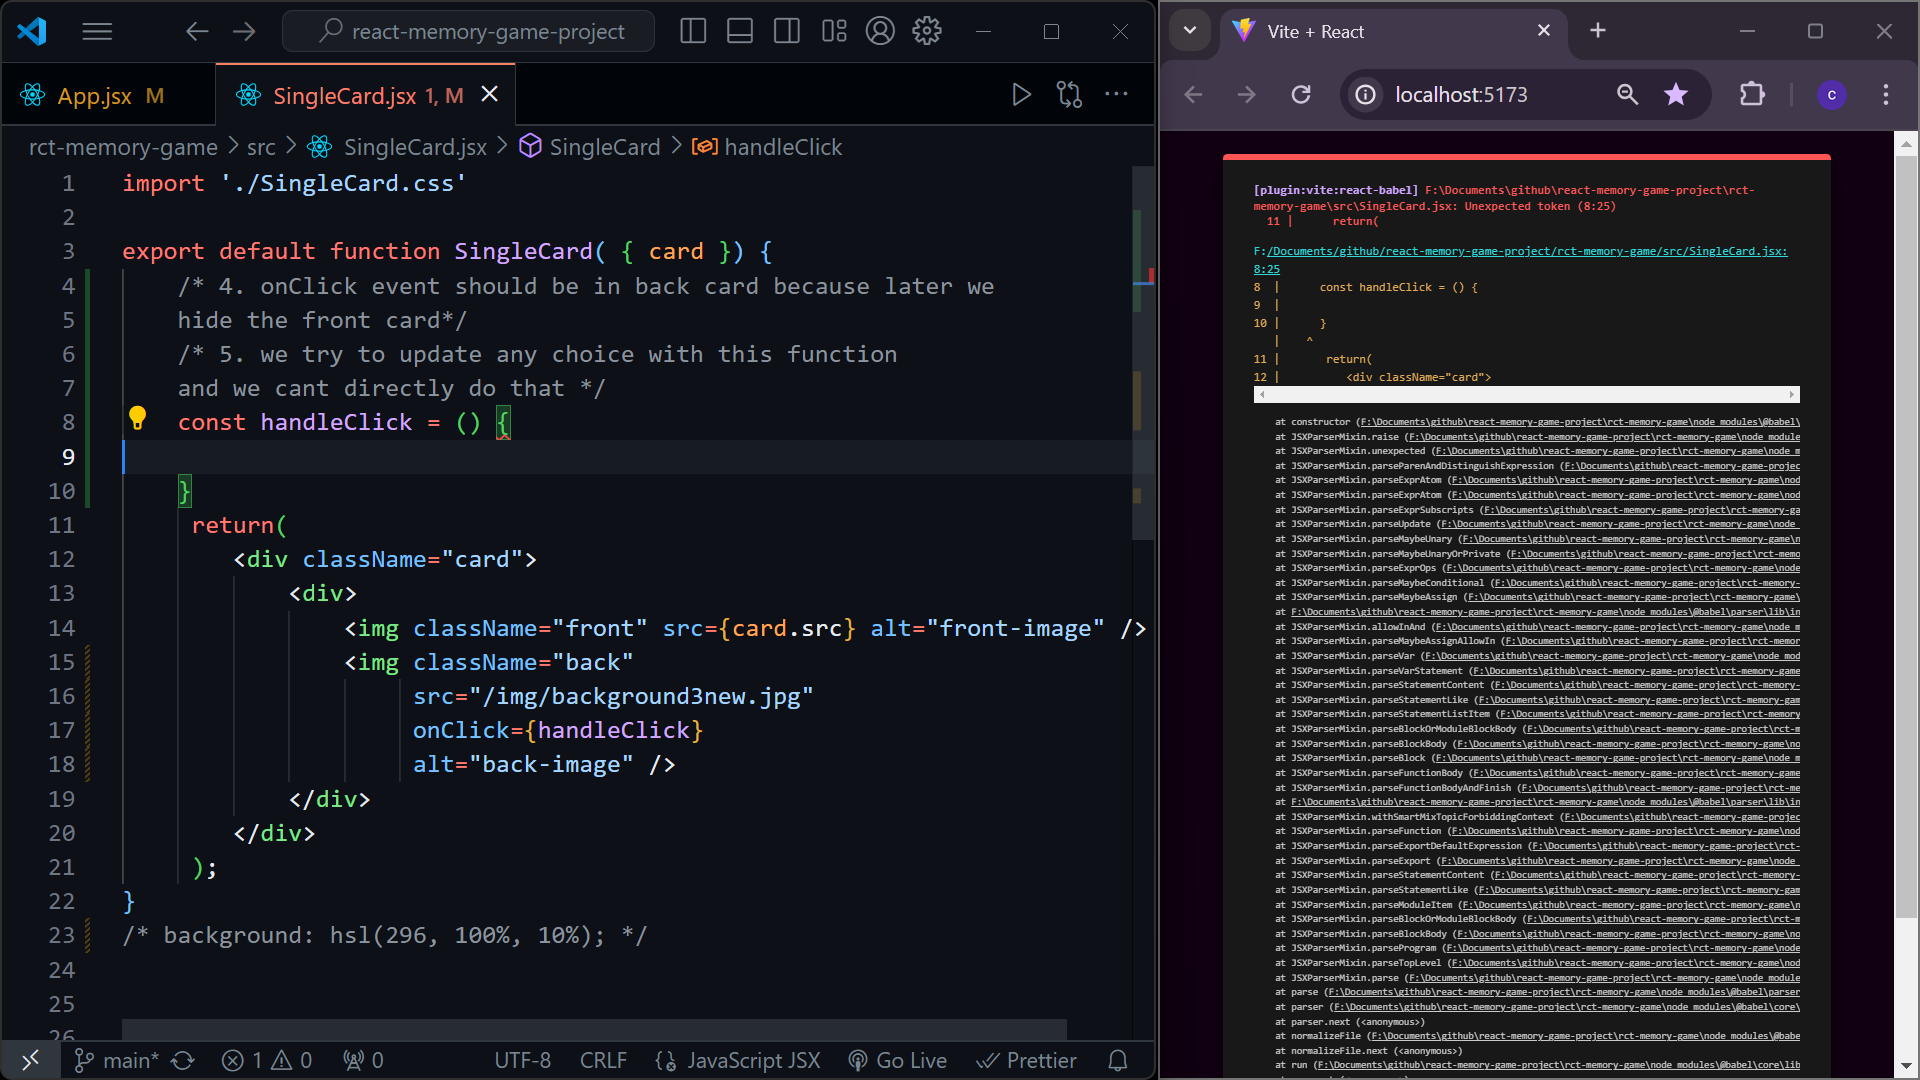 react-memory-game-project
App.jsx M
SingleCard.jsx 1, M
rct-memory-game > src > SingleCard.jsx > SingleCard > handleClick
1 import './SingleCard.css'
2
3 export default function SingleCard( { card }) {
4 /* 4. onClick event should be in back card because later we
5 hide the front card*/
6 /* 5. we try to update any choice with this function
7 and we cant directly do that */
8 const handleClick = () {
9
10 }
11 return(
12 <div className="card">
13 <div>
14 <img className="front" src={card.src} alt="front-image" />
15 <img className="back"
16 src="/img/background3new.jpg"
17 onClick={handleClick}
18 alt="back-image" />
19 </div>
20 </div>
21 );
22 }
23 /* background: hsl(296, 100%, 10%); */
24
25
26
main* 1 0 0 UTF-8 CRLF JavaScript JSX Go Live Prettier
Vite + React
localhost:5173
c
[plugin:vite:react-babel] F:\Documents\github\react-memory-game-project\rct-
memory-game\src\SingleCard.jsx: Unexpected token (8:25)
11 | return(
F:/Documents/github/react-memory-game-project/rct-memory-game/src/SingleCard.jsx:
8:25
8 | const handleClick = () {
9 |
10 | }
| ^
11 | return(
12 | <div className="card">
at constructor (F:\Documents\github\react-memory-game-project\rct-memory-game\node_modules\@babel\
at JSXParserMixin.raise (F:\Documents\github\react-memory-game-project\rct-memory-game\node_module
at JSXParserMixin.unexpected (F:\Documents\github\react-memory-game-project\rct-memory-game\node_m
at JSXParserMixin.parseParenAndDistinguishExpression (F:\Documents\github\react-memory-game-projec
at JSXParserMixin.parseExprAtom (F:\Documents\github\react-memory-game-project\rct-memory-game\nod
at JSXParserMixin.parseExprAtom (F:\Documents\github\react-memory-game-project\rct-memory-game\nod
at JSXParserMixin.parseExprSubscripts (F:\Documents\github\react-memory-game-project\rct-memory-ga
at JSXParserMixin.parseUpdate (F:\Documents\github\react-memory-game-project\rct-memory-game\node_
at JSXParserMixin.parseMaybeUnary (F:\Documents\github\react-memory-game-project\rct-memory-game\n
at JSXParserMixin.parseMaybeUnaryOrPrivate (F:\Documents\github\react-memory-game-project\rct-memo
at JSXParserMixin.parseExprOps (F:\Documents\github\react-memory-game-project\rct-memory-game\node
at JSXParserMixin.parseMaybeConditional (F:\Documents\github\react-memory-game-project\rct-memory-
at JSXParserMixin.parseMaybeAssign (F:\Documents\github\react-memory-game-project\rct-memory-game\
at F:\Documents\github\react-memory-game-project\rct-memory-game\node_modules\@babel\parser\lib\in
at JSXParserMixin.allowInAnd (F:\Documents\github\react-memory-game-project\rct-memory-game\node_m
at JSXParserMixin.parseMaybeAssignAllowIn (F:\Documents\github\react-memory-game-project\rct-memor
at JSXParserMixin.parseVar (F:\Documents\github\react-memory-game-project\rct-memory-game\node_mod
at JSXParserMixin.parseVarStatement (F:\Documents\github\react-memory-game-project\rct-memory-game
at JSXParserMixin.parseStatementContent (F:\Documents\github\react-memory-game-project\rct-memory-
at JSXParserMixin.parseStatementLike (F:\Documents\github\react-memory-game-project\rct-memory-gam
at JSXParserMixin.parseStatementListItem (F:\Documents\github\react-memory-game-project\rct-memory
at JSXParserMixin.parseBlockOrModuleBlockBody (F:\Documents\github\react-memory-game-project\rct-m
at JSXParserMixin.parseBlockBody (F:\Documents\github\react-memory-game-project\rct-memory-game\no
at JSXParserMixin.parseBlock (F:\Documents\github\react-memory-game-project\rct-memory-game\node_m
at JSXParserMixin.parseFunctionBody (F:\Documents\github\react-memory-game-project\rct-memory-game
at JSXParserMixin.parseFunctionBodyAndFinish (F:\Documents\github\react-memory-game-project\rct-me
at F:\Documents\github\react-memory-game-project\rct-memory-game\node_modules\@babel\parser\lib\in
at JSXParserMixin.withSmartMixTopicForbiddingContext (F:\Documents\github\react-memory-game-projec
at JSXParserMixin.parseFunction (F:\Documents\github\react-memory-game-project\rct-memory-game\nod
at JSXParserMixin.parseExportDefaultExpression (F:\Documents\github\react-memory-game-project\rct-
at JSXParserMixin.parseExport (F:\Documents\github\react-memory-game-project\rct-memory-game\node_
at JSXParserMixin.parseStatementContent (F:\Documents\github\react-memory-game-project\rct-memory-
at JSXParserMixin.parseStatementLike (F:\Documents\github\react-memory-game-project\rct-memory-gam
at JSXParserMixin.parseModuleItem (F:\Documents\github\react-memory-game-project\rct-memory-game\n
at JSXParserMixin.parseBlockOrModuleBlockBody (F:\Documents\github\react-memory-game-project\rct-m
at JSXParserMixin.parseBlockBody (F:\Documents\github\react-memory-game-project\rct-memory-game\no
at JSXParserMixin.parseProgram (F:\Documents\github\react-memory-game-project\rct-memory-game\node
at JSXParserMixin.parseTopLevel (F:\Documents\github\react-memory-game-project\rct-memory-game\nod
at JSXParserMixin.parse (F:\Documents\github\react-memory-game-project\rct-memory-game\node_module
at parse (F:\Documents\github\react-memory-game-project\rct-memory-game\node_modules\@babel\parser
at parser (F:\Documents\github\react-memory-game-project\rct-memory-game\node_modules\@babel\core\
at parser.next (<anonymous>)
at normalizeFile (F:\Documents\github\react-memory-game-project\rct-memory-game\node_modules\@babe
at normalizeFile.next (<anonymous>)
at run (F:\Documents\github\react-memory-game-project\rct-memory-game\node_modules\@babel\core\lib